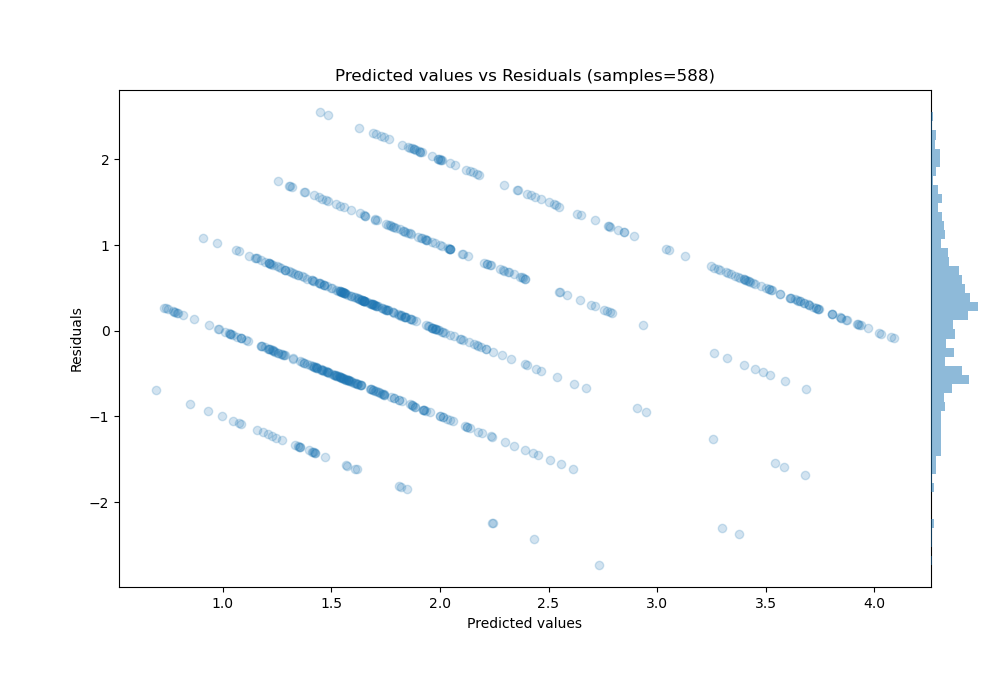 Predicted values vs Residuals (samples=588)
Residuals
2
1
0
−1
−2
1.0 1.5 2.0 2.5 3.0 3.5 4.0
Predicted values